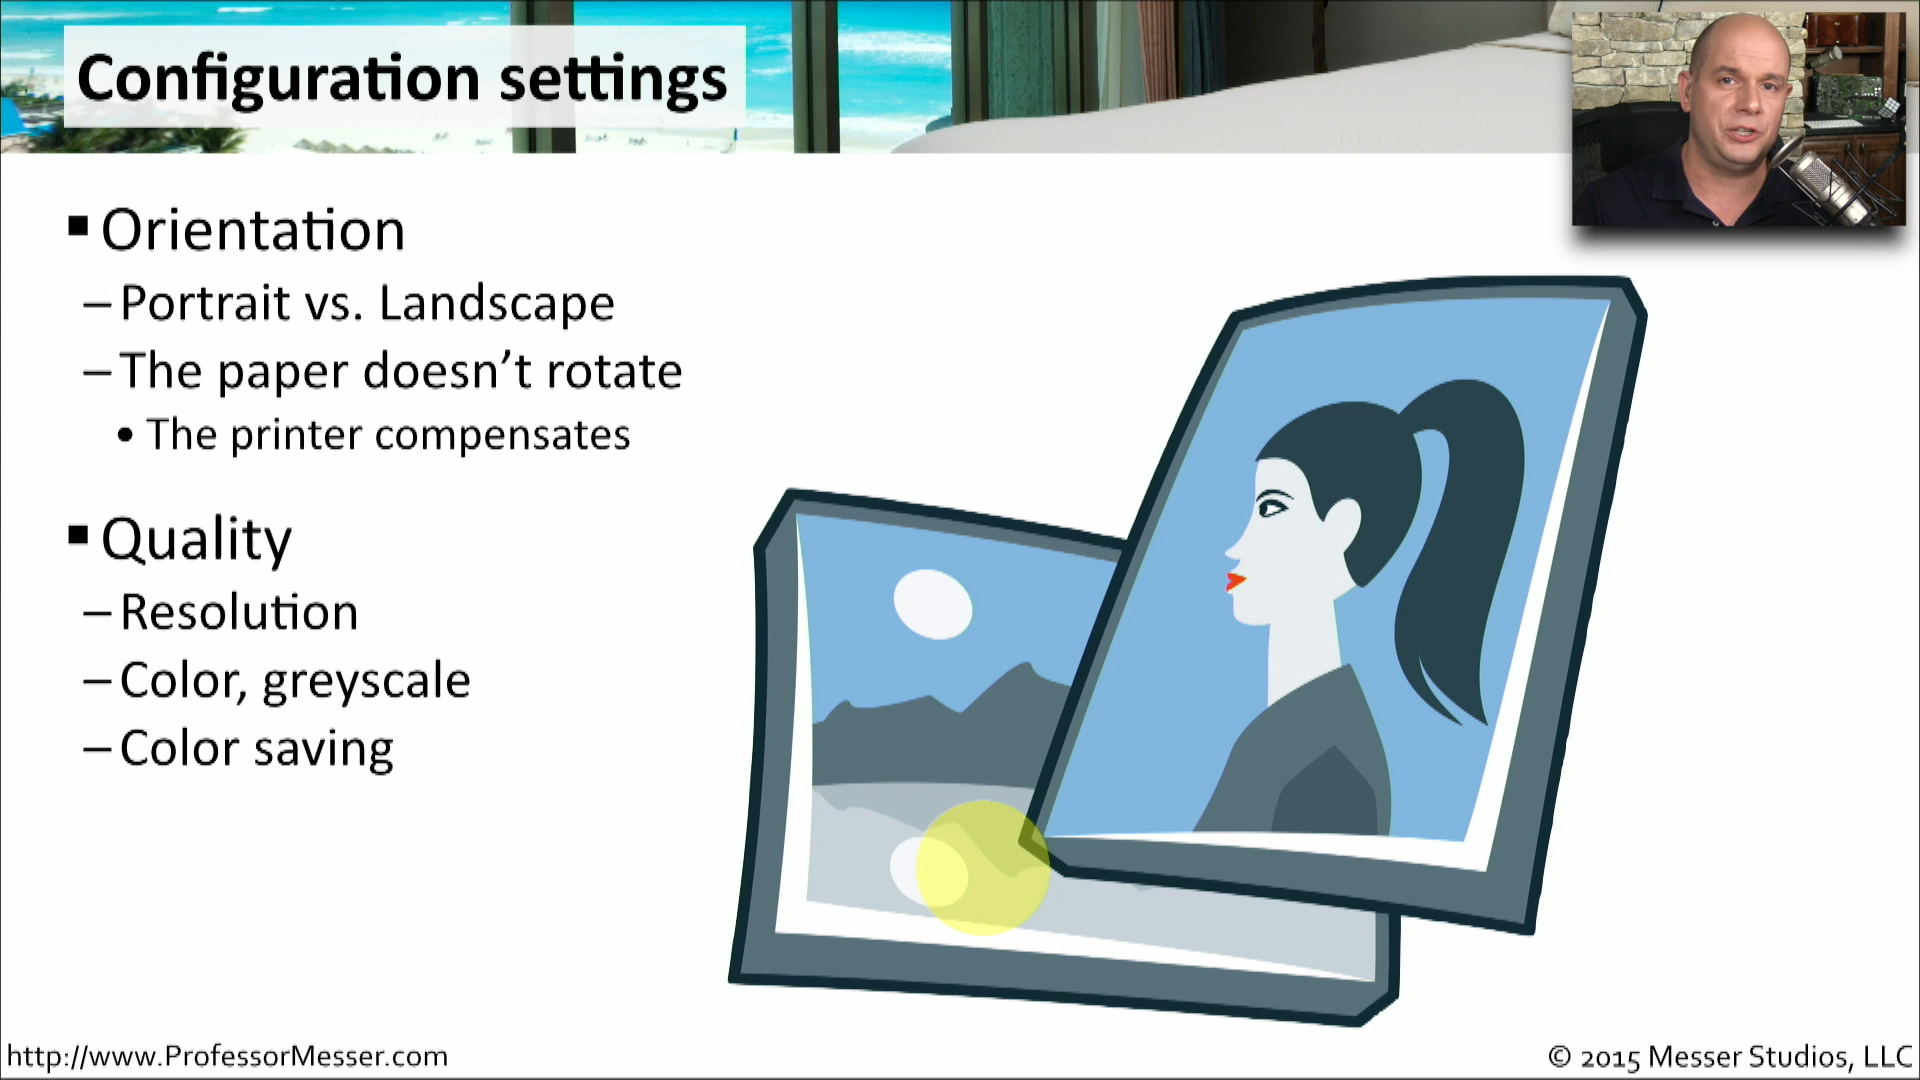 Configuration settings
▪ Orientation
– Portrait vs. Landscape
– The paper doesn’t rotate
• The printer compensates
▪ Quality
– Resolution
– Color, greyscale
– Color saving
http://www.ProfessorMesser.com
© 2015 Messer Studios, LLC